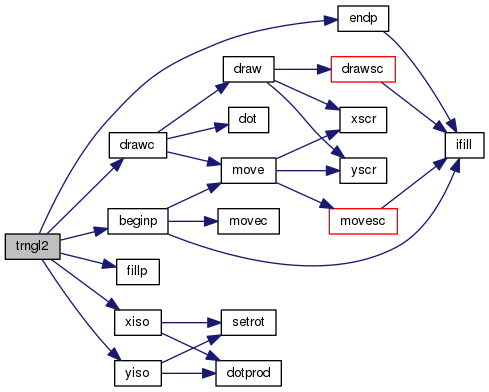 endp
draw
drawsc
dot
xscr
drawc
ifill
move
yscr
beginp
movec
movesc
trngl2
fillp
xiso
setrot
yiso
dotprod